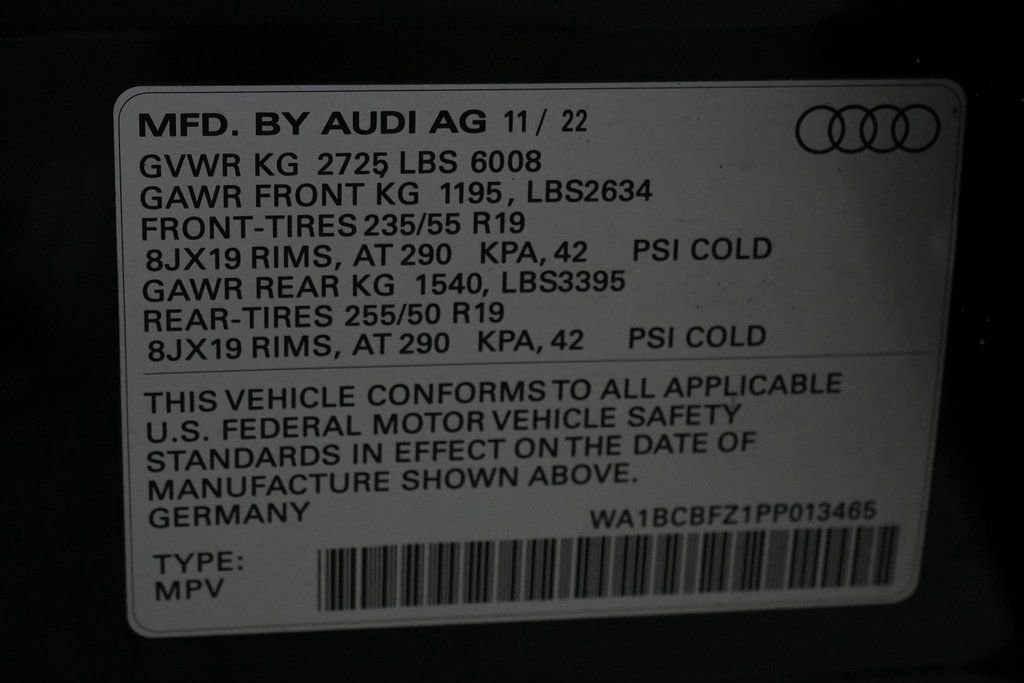 MFD. BY AUDI AG 11/ 22
GVWR KG 2725, LBS 6008
GAWR FRONT KG 1195, LBS2634
FRONT-TIRES 235/55 R19
8JX19 RIMS, AT 290 KPA, 42 PSI COLD
GAWR REAR KG 1540, LBS3395
REAR-TIRES 255/50 R19
8JX19 RIMS, AT 290 KPA, 42 PSI COLD
THIS VEHICLE CONFORMS TO ALL APPLICABLE
U.S. FEDERAL MOTOR VEHICLE SAFETY
STANDARDS IN EFFECT ON THE DATE OF
MANUFACTURE SHOWN ABOVE.
GERMANY
WA1BCBFZ1PP013465
TYPE:
MPV